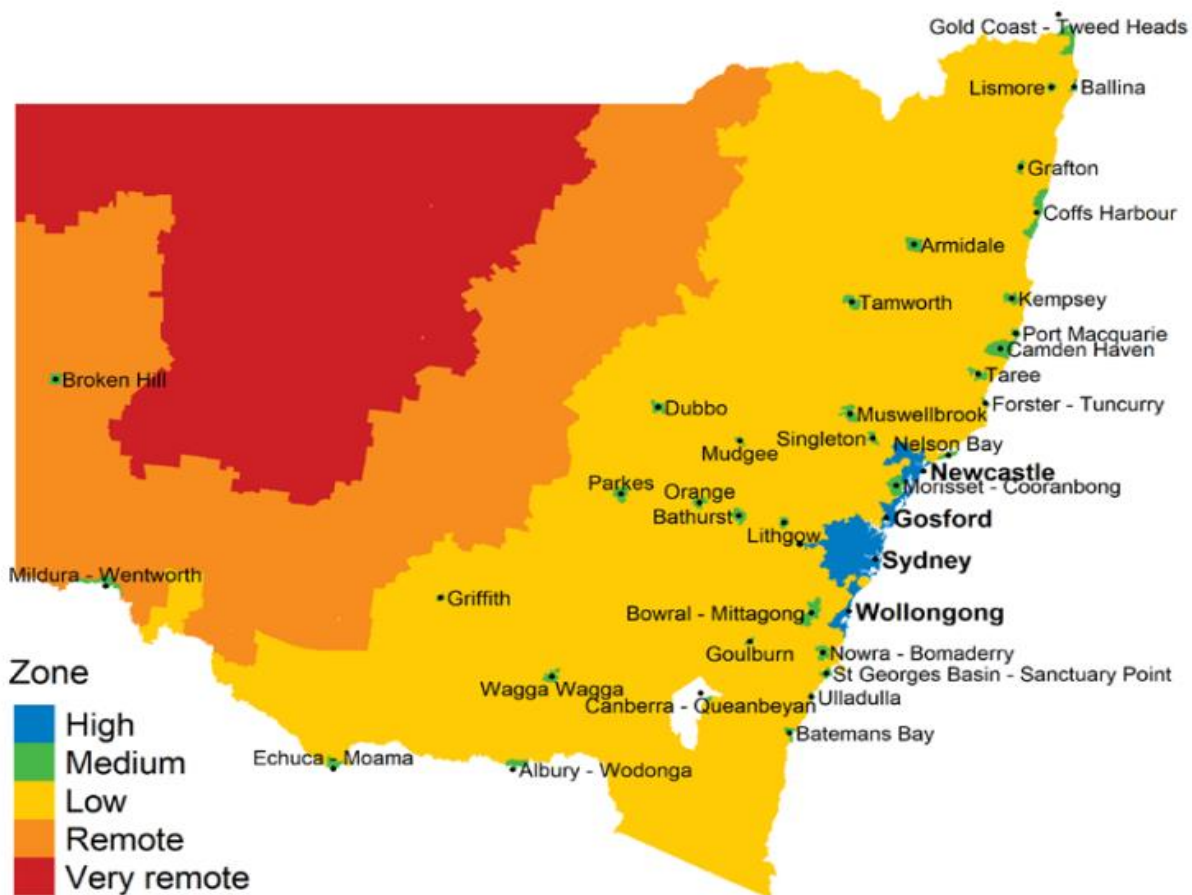 Gold Coast - Tweed Heads
Lismore
Ballina
Grafton
Coffs Harbour
Armidale
Tamworth
Kempsey
Port Macquarie
Camden Haven
Taree
Broken Hill
Dubbo
Muswellbrook
Forster - Tuncurry
Singleton
Nelson Bay
Mudgee
Newcastle
Parkes
Orange
Morisset - Cooranbong
Bathurst
Gosford
Lithgow
Sydney
Mildura - Wentworth
Griffith
Bowral - Mittagong
Wollongong
Goulburn
Nowra - Bomaderry
St Georges Basin - Sanctuary Point
Wagga Wagga
Canberra - Queanbeyan
Ulladulla
Batemans Bay
Echuca - Moama
Albury - Wodonga
Zone
High
Medium
Low
Remote
Very remote